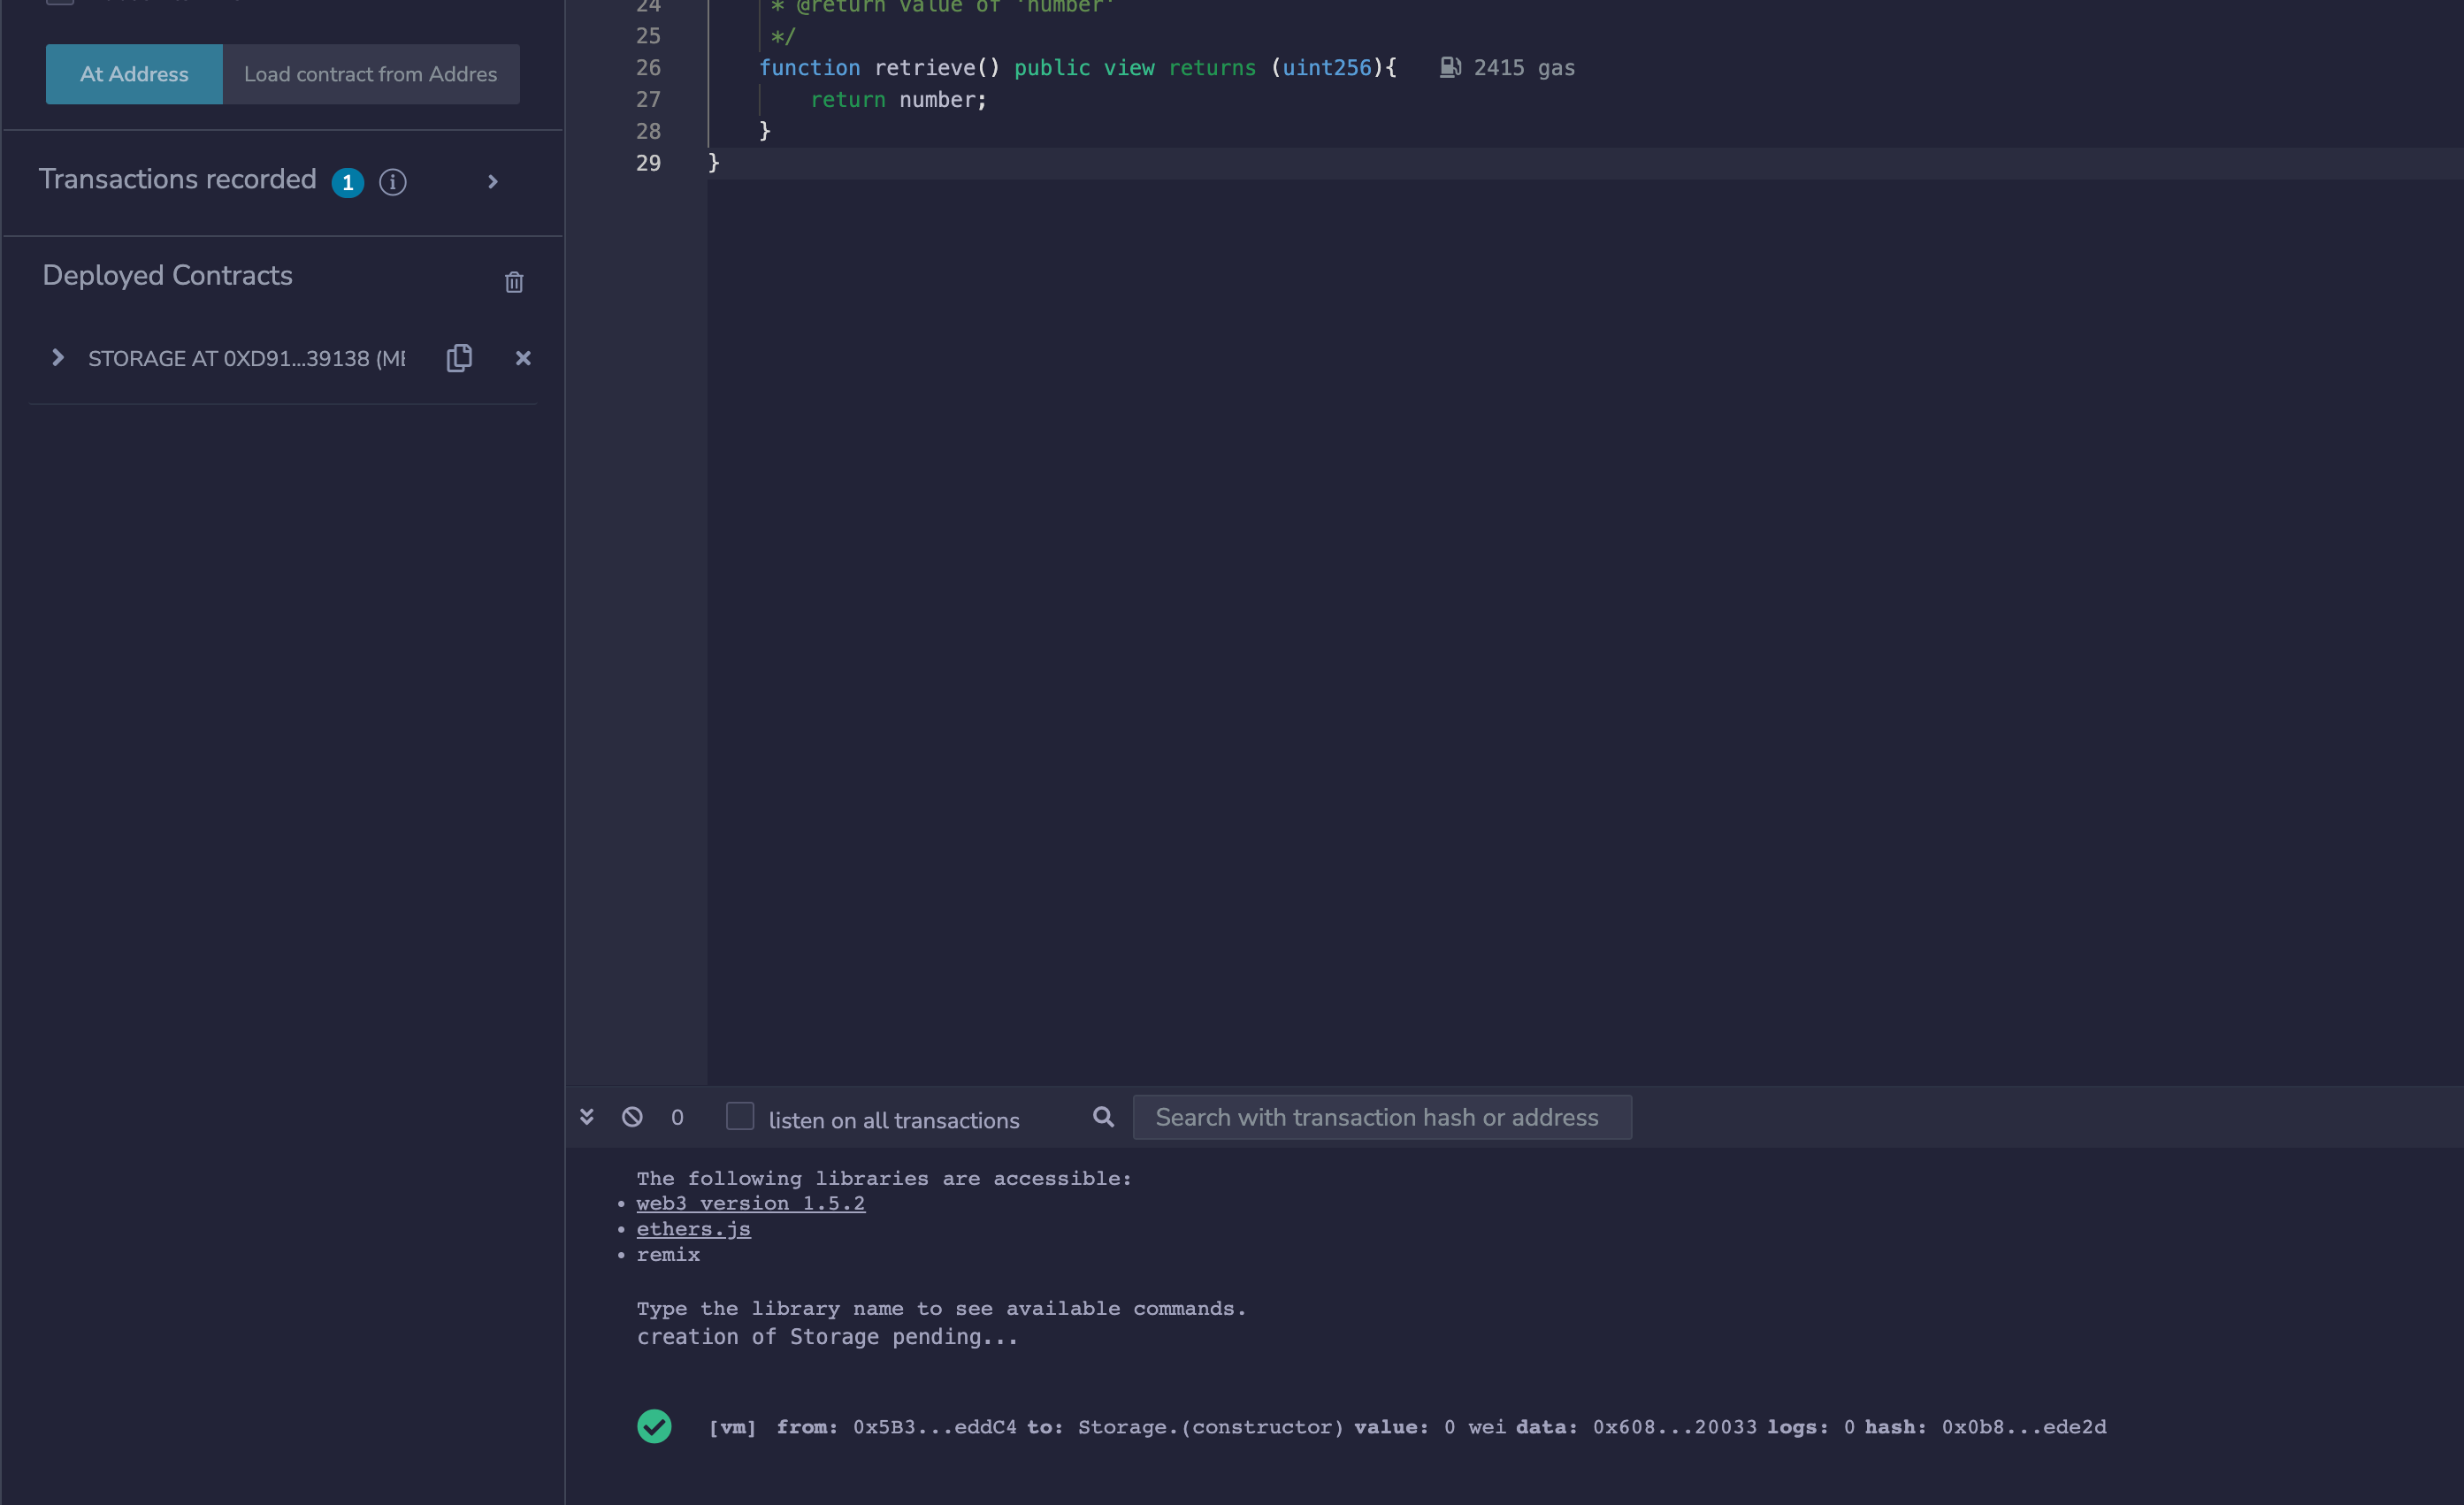 At Address Load contract from Addres
Transactions recorded 1 i
Deployed Contracts
STORAGE AT 0XD91...39138 (ME
24 * @return value of 'number'
25 */
26 function retrieve() public view returns (uint256){ 2415 gas
27 return number;
28 }
29 }
0 listen on all transactions Search with transaction hash or address
The following libraries are accessible:
• web3 version 1.5.2
• ethers.js
• remix
Type the library name to see available commands.
creation of Storage pending...
[vm] from: 0x5B3...eddC4 to: Storage.(constructor) value: 0 wei data: 0x608...20033 logs: 0 hash: 0x0b8...ede2d